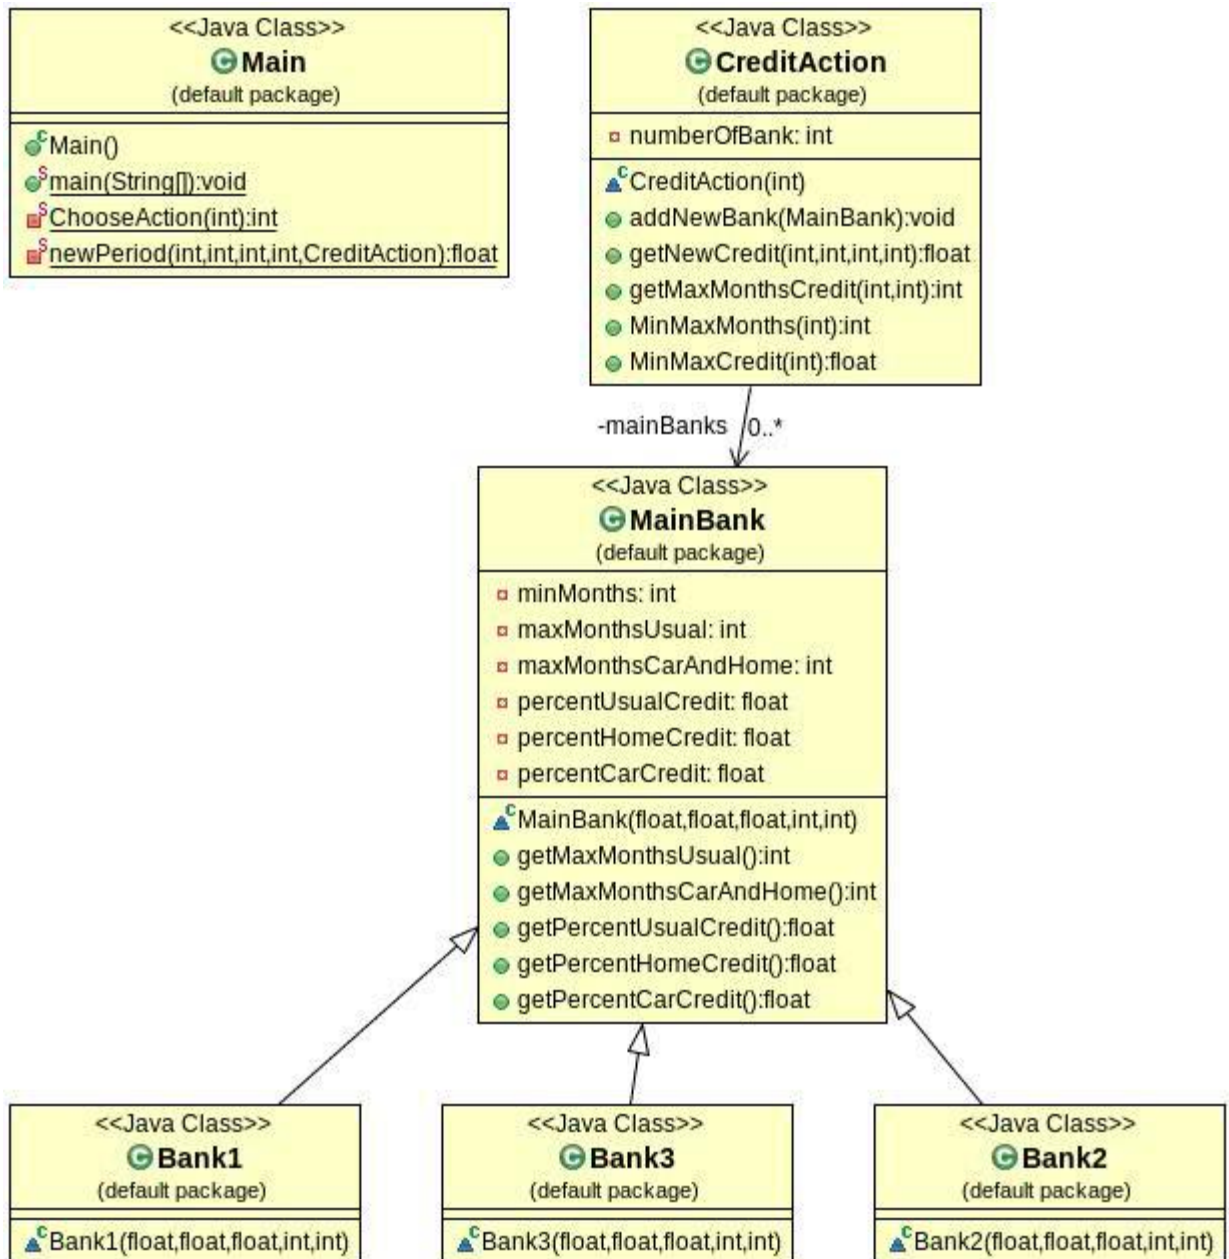 <<Java Class>>
Main
(default package)
Main()
main(String[]):void
ChooseAction(int):int
newPeriod(int,int,int,int,CreditAction):float
<<Java Class>>
CreditAction
(default package)
numberOfBank: int
CreditAction(int)
addNewBank(MainBank):void
getNewCredit(int,int,int,int):float
getMaxMonthsCredit(int,int):int
MinMaxMonths(int):int
MinMaxCredit(int):float
-mainBanks 0..*
<<Java Class>>
MainBank
(default package)
minMonths: int
maxMonthsUsual: int
maxMonthsCarAndHome: int
percentUsualCredit: float
percentHomeCredit: float
percentCarCredit: float
MainBank(float,float,float,int,int)
getMaxMonthsUsual():int
getMaxMonthsCarAndHome():int
getPercentUsualCredit():float
getPercentHomeCredit():float
getPercentCarCredit():float
<<Java Class>>
Bank1
(default package)
Bank1(float,float,float,int,int)
<<Java Class>>
Bank3
(default package)
Bank3(float,float,float,int,int)
<<Java Class>>
Bank2
(default package)
Bank2(float,float,float,int,int)